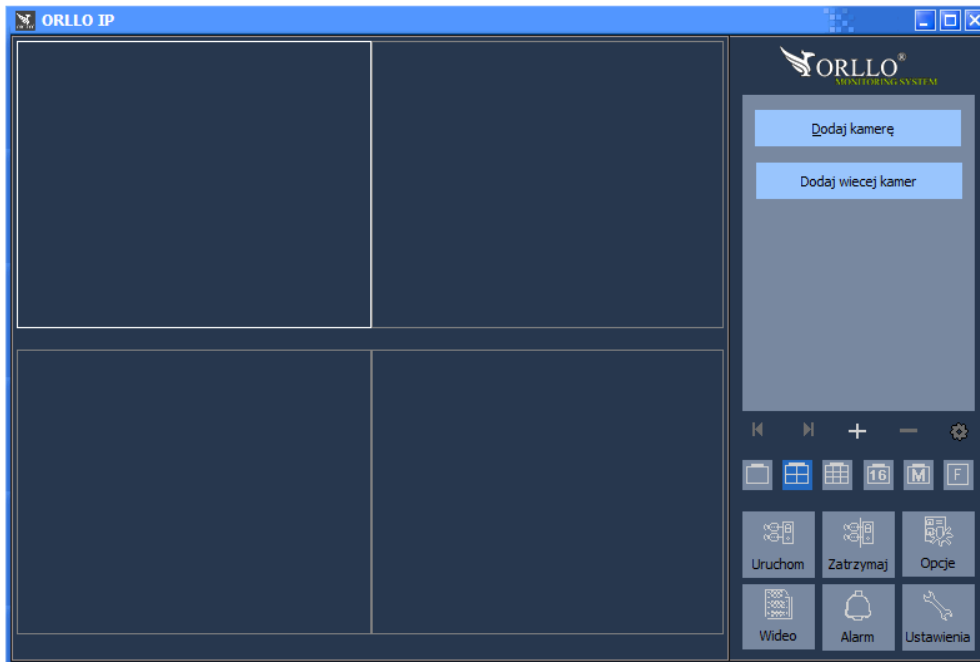 ORLLO IP
ORLLO®
MONITORING SYSTEM
Dodaj kamerę
Dodaj wiecej kamer
16 M F
Uruchom Zatrzymaj Opcje
Wideo Alarm Ustawienia